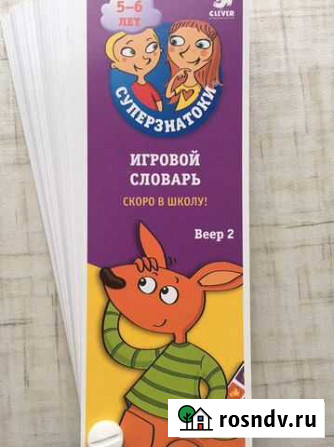 5-6
ЛЕТ
CLEVER
СУПЕРЗНАТОКИ
ИГРОВОЙ
СЛОВАРЬ
СКОРО В ШКОЛУ!
Веер 2
rosndv.ru